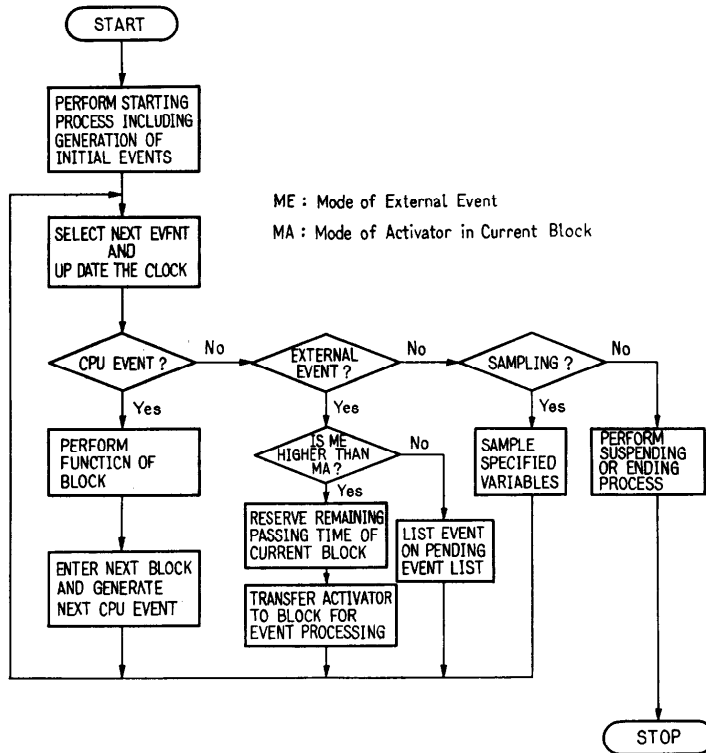 START
PERFORM STARTING
PROCESS INCLUDING
GENERATION OF
INITIAL EVENTS
ME : Mode of External Event
MA : Mode of Activator in Current Block
SELECT NEXT EVFNT
AND
UP DATE THE CLOCK
CPU EVENT ?
No
EXTERNAL
EVENT ?
No
SAMPLING ?
No
Yes
Yes
Yes
PERFORM
FUNCTION OF
BLOCK
IS ME
HIGHER THAN
MA ?
No
Yes
SAMPLE
SPECIFIED
VARIABLES
PERFORM
SUSPENDING
OR ENDING
PROCESS
RESERVE REMAINING
PASSING TIME OF
CURRENT BLOCK
LIST EVENT
ON PENDING
EVENT LIST
ENTER NEXT BLOCK
AND GENERATE
NEXT CPU EVENT
TRANSFER ACTIVATOR
TO BLOCK FOR
EVENT PROCESSING
STOP